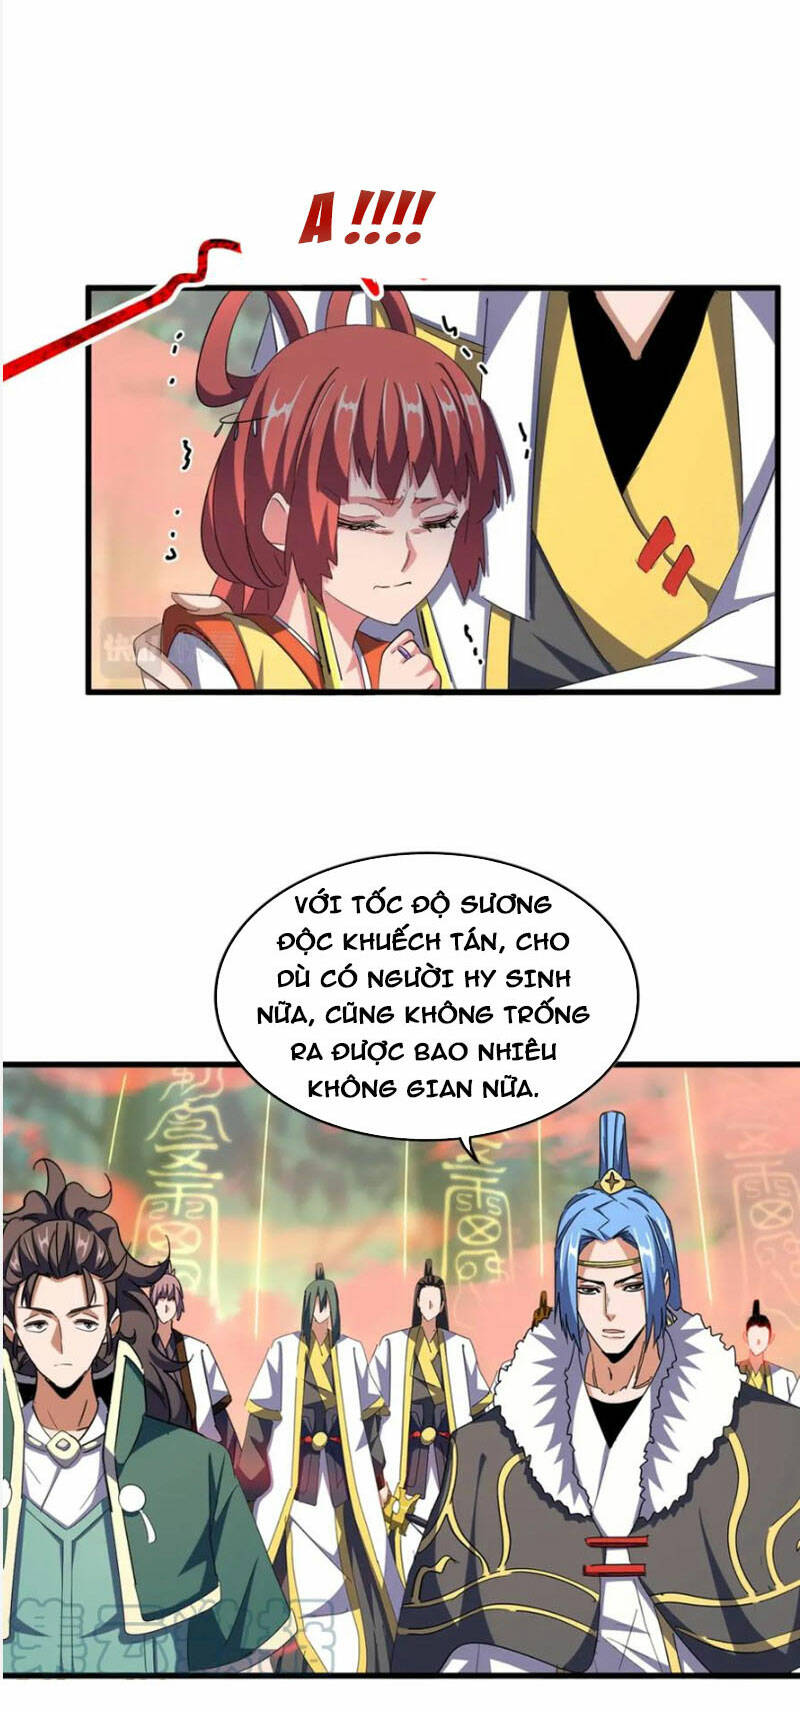 A!!!!
VỚI TỐC ĐỘ SƯƠNG
ĐỘC KHUẾCH TÁN, CHO
DÙ CÓ NGƯỜI HY SINH
NỮA, CŨNG KHÔNG TRỐNG
RA ĐƯỢC BAO NHIÊU
KHÔNG GIAN NỮA.